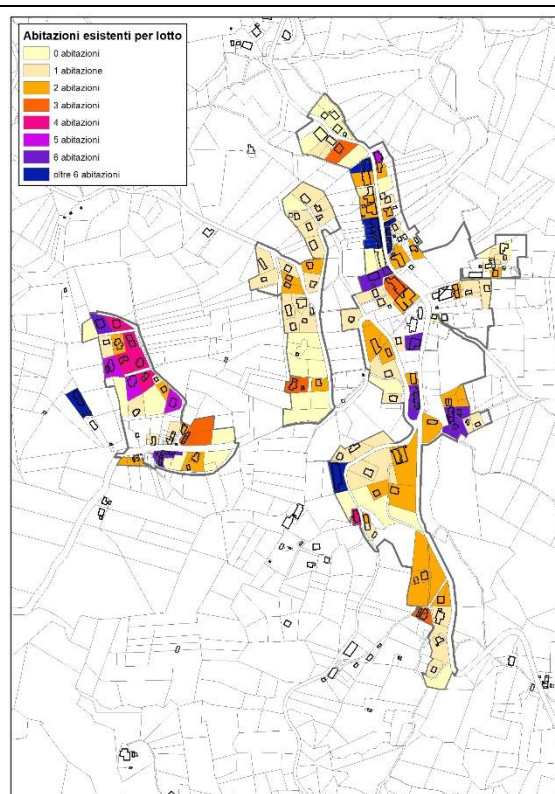 Abitazioni esistenti per lotto
0 abitazioni
1 abitazione
2 abitazioni
3 abitazioni
4 abitazioni
5 abitazioni
6 abitazioni
oltre 6 abitazioni